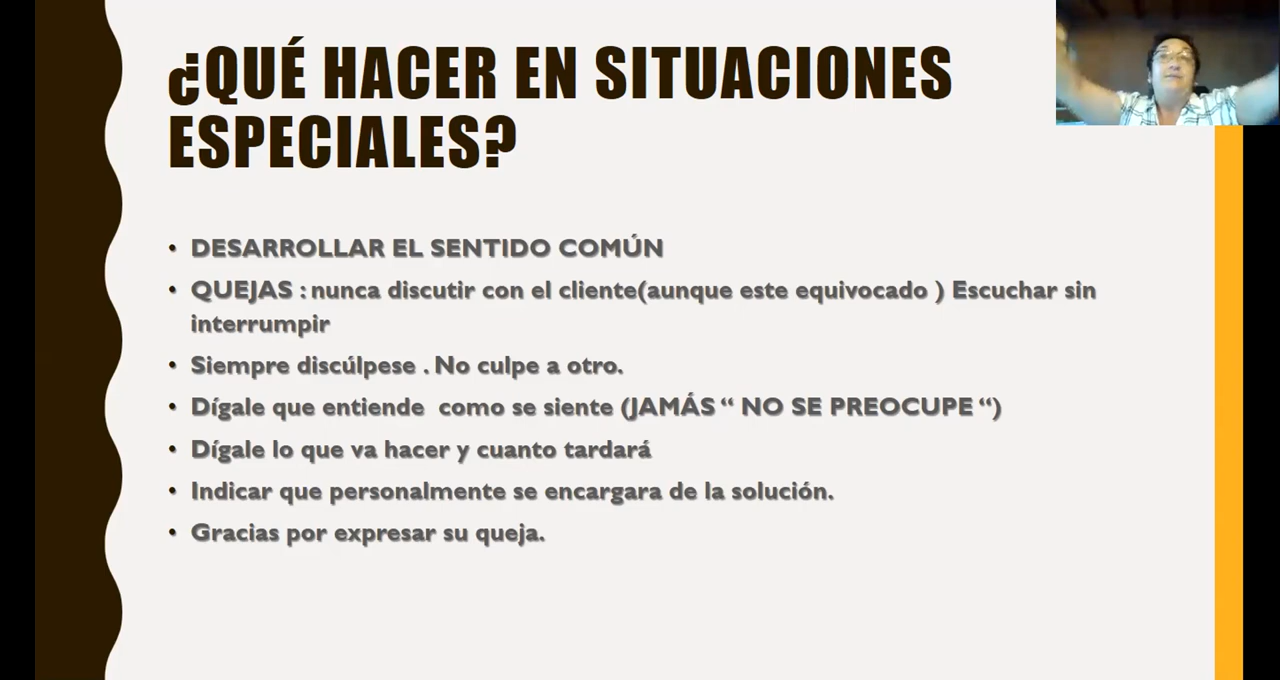 ¿QUÉ HACER EN SITUACIONES
ESPECIALES?
• DESARROLLAR EL SENTIDO COMÚN
• QUEJAS : nunca discutir con el cliente(aunque este equivocado ) Escuchar sin
interrumpir
• Siempre discúlpese . No culpe a otro.
• Dígale que entiende  como se siente (JAMÁS “ NO SE PREOCUPE “)
• Dígale lo que va hacer y cuanto tardará
• Indicar que personalmente se encargara de la solución.
• Gracias por expresar su queja.